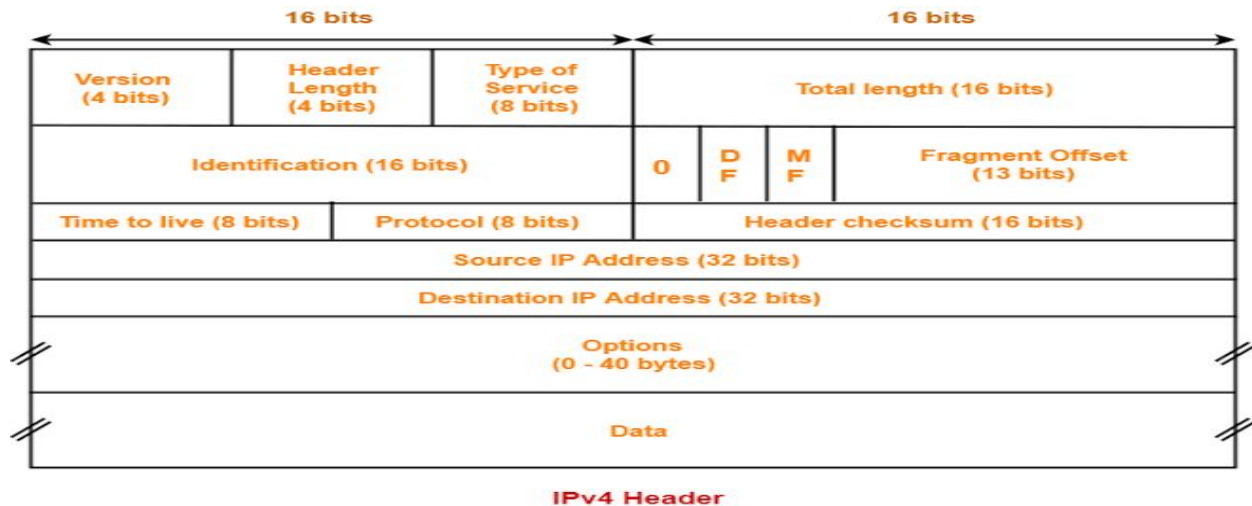 16 bits
16 bits
Version
(4 bits)
Header
Length
(4 bits)
Type of
Service
(8 bits)
Total length (16 bits)
Identification (16 bits)
0
D
F
M
F
Fragment Offset
(13 bits)
Time to live (8 bits)
Protocol (8 bits)
Header checksum (16 bits)
Source IP Address (32 bits)
Destination IP Address (32 bits)
Options
(0 - 40 bytes)
Data
IPv4 Header